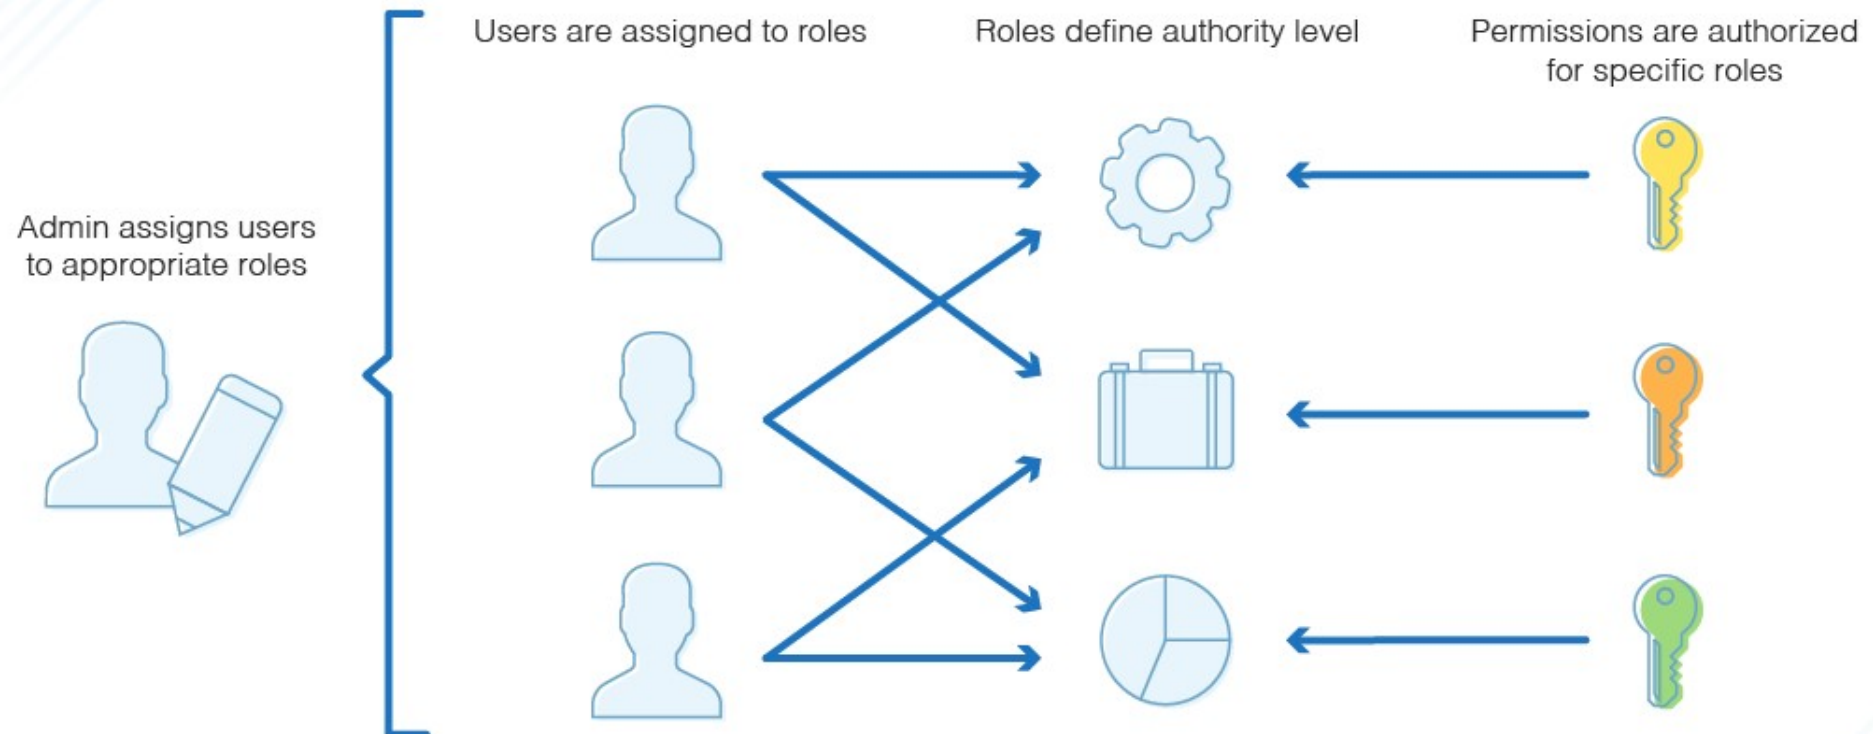 Users are assigned to roles
Roles define authority level
Permissions are authorized
for specific roles
Admin assigns users
to appropriate roles